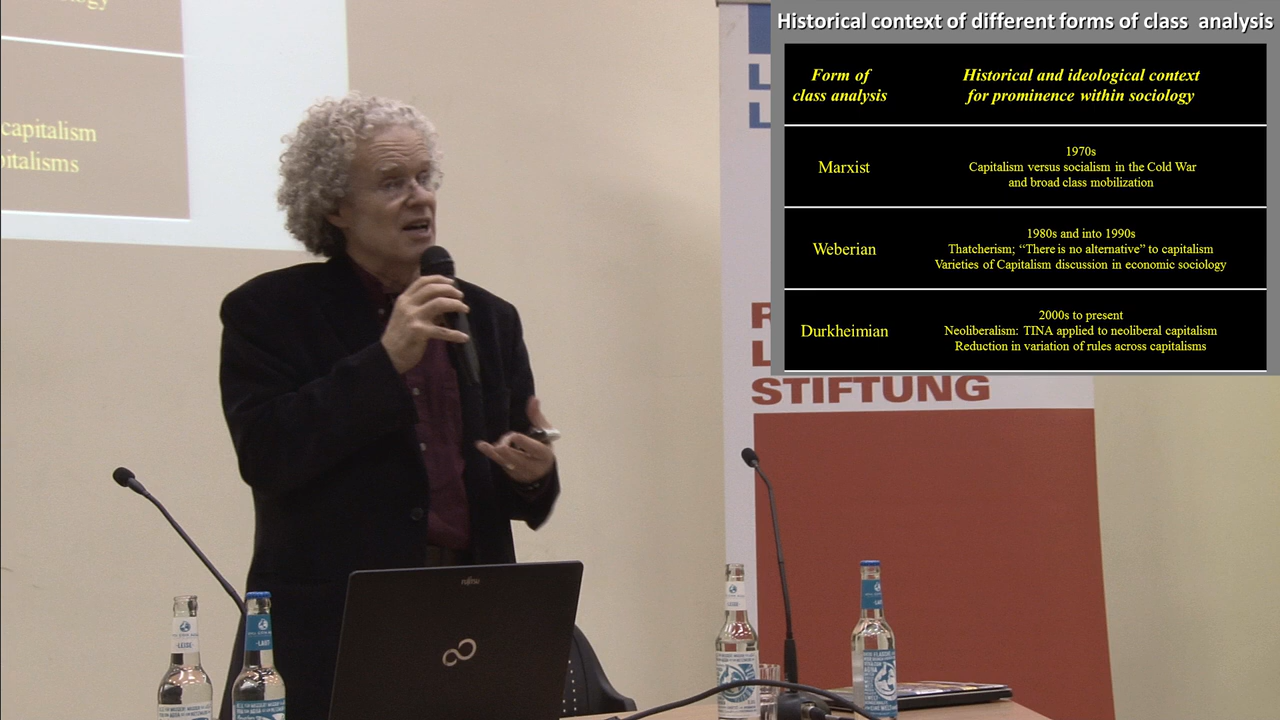 Historical context of different forms of class analysis
Form of
class analysis
Historical and ideological context
for prominence within sociology
Marxist
1970s
Capitalism versus socialism in the Cold War
and broad class mobilization
Weberian
1980s and into 1990s
Thatcherism; “There is no alternative” to capitalism
Varieties of Capitalism discussion in economic sociology
Durkheimian
2000s to present
Neoliberalism: TINA applied to neoliberal capitalism
Reduction in variation of rules across capitalisms
capitalism
STIFTUNG
FUJITSU
LEISE
LAUT